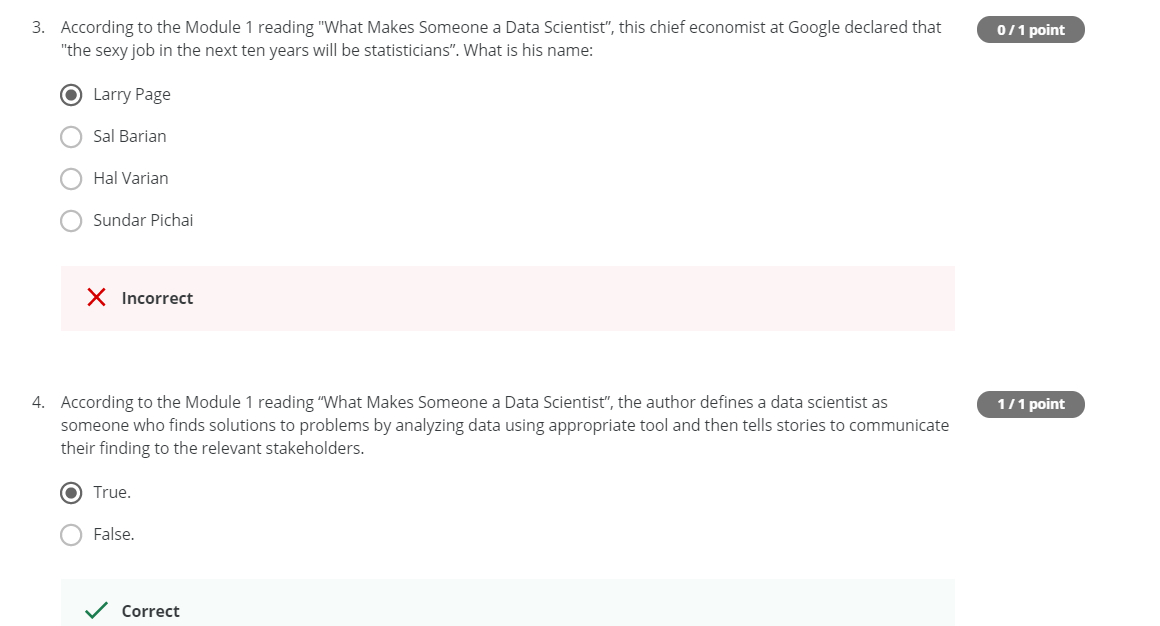 3. According to the Module 1 reading "What Makes Someone a Data Scientist”, this chief economist at Google declared that
0 / 1 point
"the sexy job in the next ten years will be statisticians”. What is his name:
Larry Page
Sal Barian
Hal Varian
Sundar Pichai
Incorrect
4. According to the Module 1 reading “What Makes Someone a Data Scientist”, the author defines a data scientist as
1 / 1 point
someone who finds solutions to problems by analyzing data using appropriate tool and then tells stories to communicate
their finding to the relevant stakeholders.
True.
False.
Correct